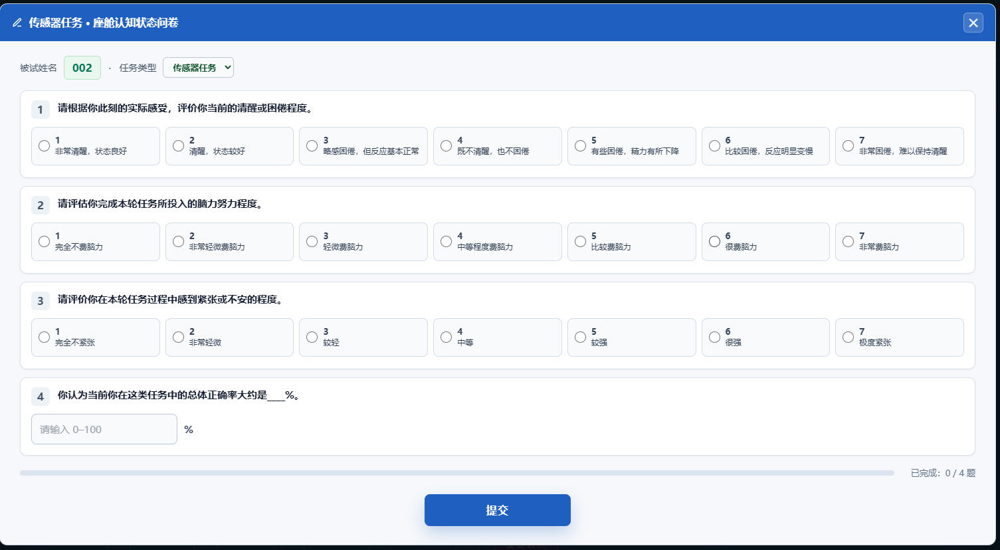 传感器任务 • 座舱认知状态问卷
被试姓名 002 · 任务类型 传感器任务
1 请根据你此刻的实际感受，评价你当前的清醒或困倦程度。
1 2 3 4 5 6 7
非常清醒，状态良好 清醒，状态较好 略感困倦，但反应基本正常 既不清醒，也不困倦 有些困倦，精力有所下降 比较困倦，反应明显变慢 非常困倦，难以保持清醒
2 请评估你完成本轮任务所投入的脑力努力程度。
1 2 3 4 5 6 7
完全不费脑力 非常轻微费脑力 轻微费脑力 中等程度费脑力 比较费脑力 很费脑力 非常费脑力
3 请评价你在本轮任务过程中感到紧张或不安的程度。
1 2 3 4 5 6 7
完全不紧张 非常轻微 较轻 中等 较强 很强 极度紧张
4 你认为当前你在这类任务中的总体正确率大约是____%。
请输入 0–100 %
已完成：0 / 4 题
提交